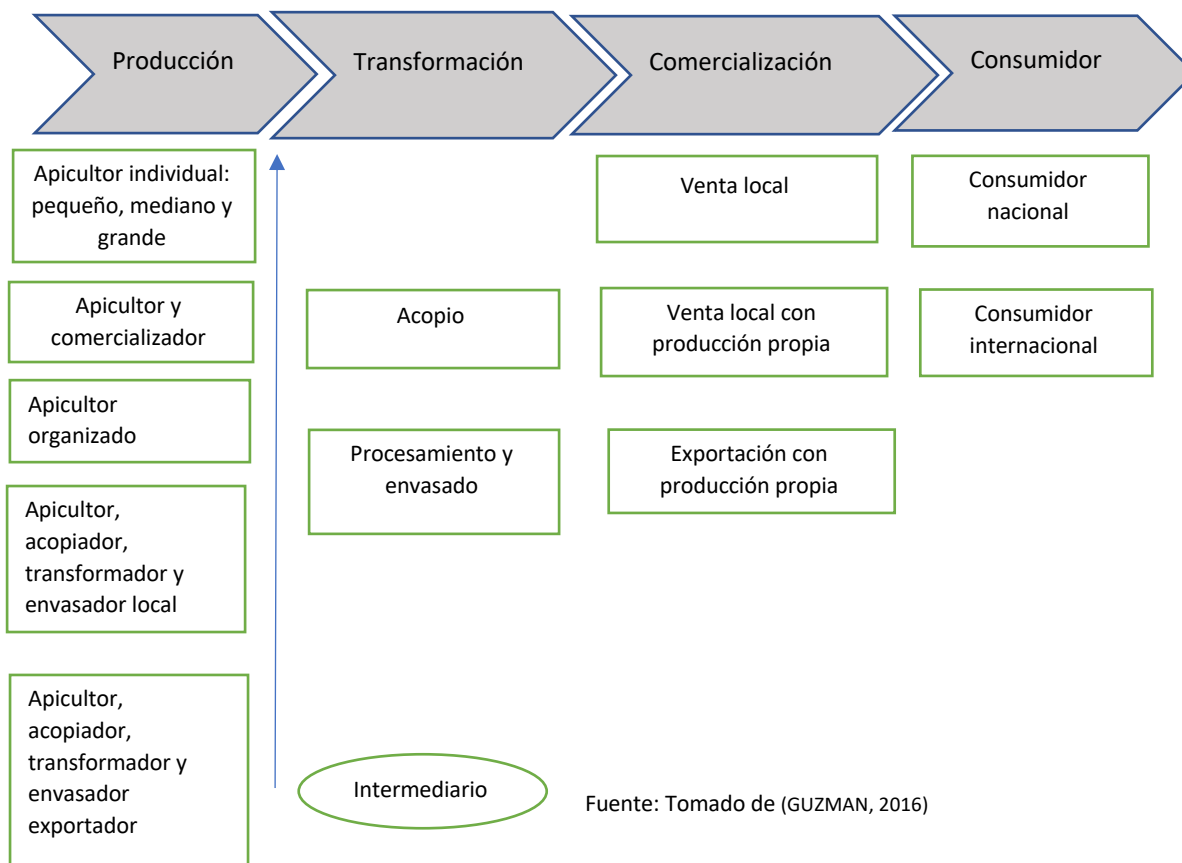 Producción
Transformación
Comercialización
Consumidor
Apicultor individual:
pequeño, mediano y
grande
Venta local
Consumidor
nacional
Apicultor y
comercializador
Acopio
Venta local con
producción propia
Consumidor
internacional
Apicultor
organizado
Procesamiento y
envasado
Exportación con
producción propia
Apicultor,
acopiador,
transformador y
envasador local
Apicultor,
acopiador,
transformador y
envasador
exportador
Intermediario
Fuente: Tomado de (GUZMAN, 2016)